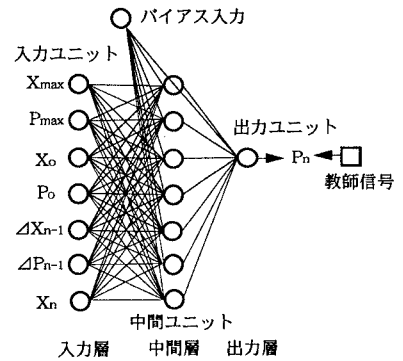 バイアス入力
入力ユニット
Xmax
Pmax
Xo
Po
⊿Xn-1
⊿Pn-1
Xn
出力ユニット
Pn
教師信号
中間ユニット
入力層 中間層 出力層